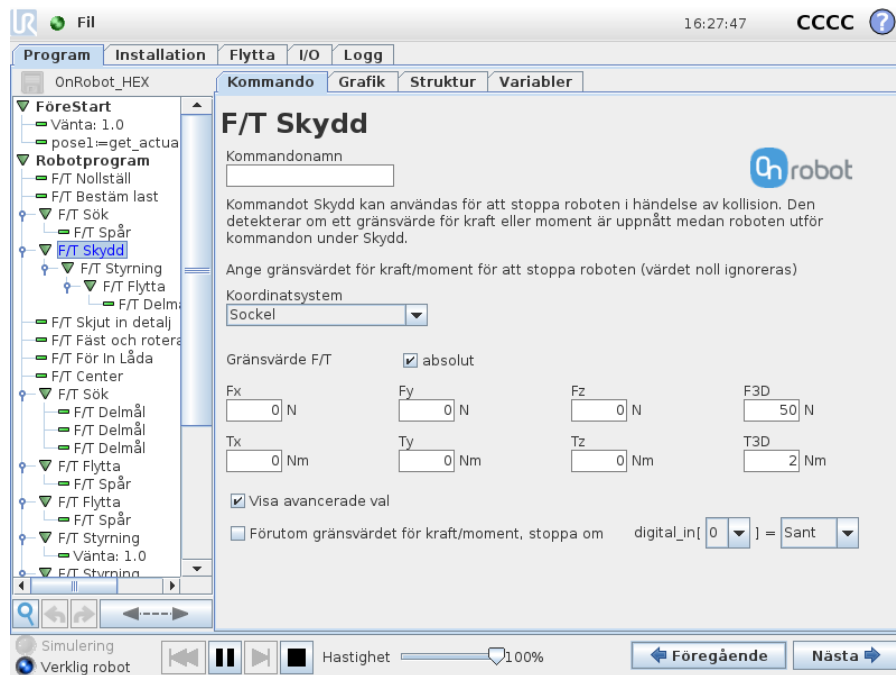 Fil
16:27:47
CCCC
?
Program Installation Flytta I/O Logg
OnRobot_HEX
Kommando Grafik Struktur Variabler
FöreStart
Vänta: 1.0
pose1:=get_actua
Robotprogram
F/T Nollställ
F/T Bestäm last
F/T Sök
F/T Spår
F/T Skydd
F/T Styrning
F/T Flytta
F/T Delmå
F/T Skjut in detalj
F/T Fäst och rotera
F/T För In Låda
F/T Center
F/T Sök
F/T Delmål
F/T Delmål
F/T Delmål
F/T Flytta
F/T Spår
F/T Flytta
F/T Spår
F/T Styrning
Vänta: 1.0
F/T Styrning
F/T Skydd
Kommandonamn
On robot
Kommandot Skydd kan användas för att stoppa roboten i händelse av kollision. Den
detekterar om ett gränsvärde för kraft eller moment är uppnått medan roboten utför
kommandon under Skydd.
Ange gränsvärdet för kraft/moment för att stoppa roboten (värdet noll ignoreras)
Koordinatsystem
Sockel
Gränsvärde F/T absolut
Fx Fy Fz F3D
0 N 0 N 0 N 50 N
Tx Ty Tz T3D
0 Nm 0 Nm 0 Nm 2 Nm
Visa avancerade val
Förutom gränsvärdet för kraft/moment, stoppa om digital_in[ 0 ] = Sant
Simulering
Verklig robot
Hastighet 100%
Föregående Nästa